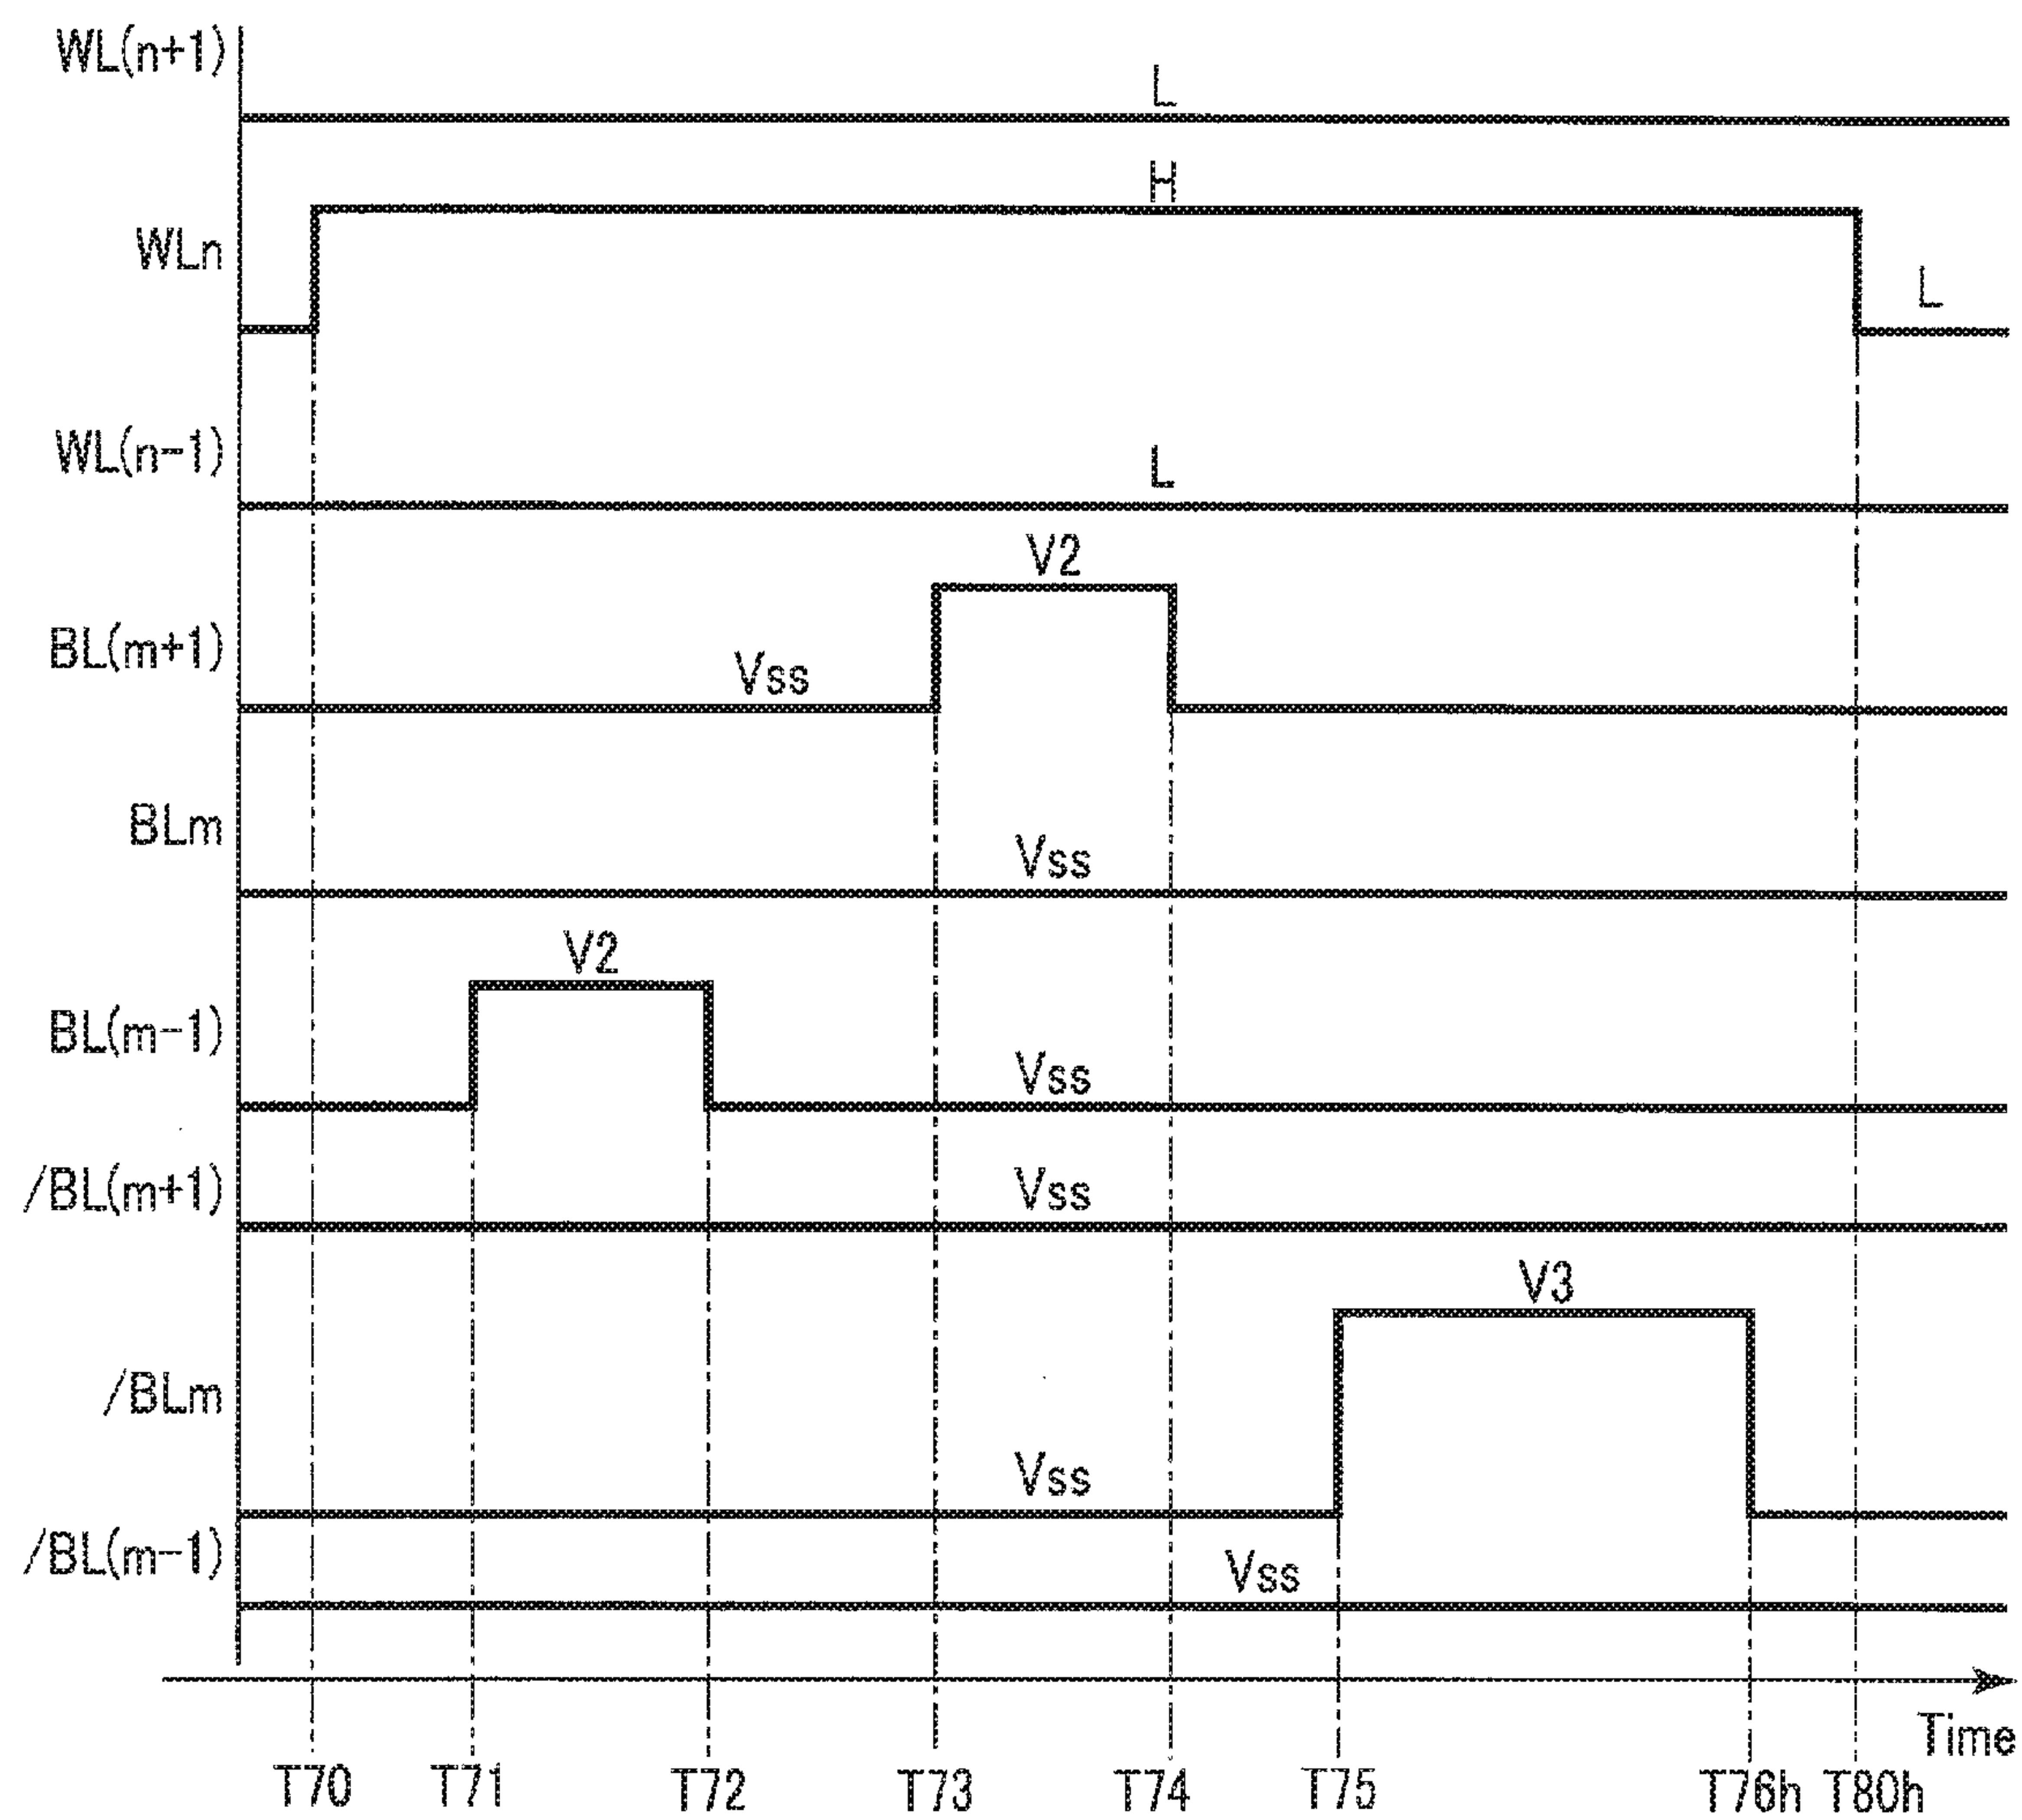 WL(n+1)
L
H
WLn
L
WL(n-1)
L
V2
BL(m+1)
Vss
BLm
Vss
V2
BL(m-1)
Vss
/BL(m+1)
Vss
V3
/BLm
Vss
/BL(m-1)
Vss
Time
T70 T71 T72 T73 T74 T75 T76h T80h